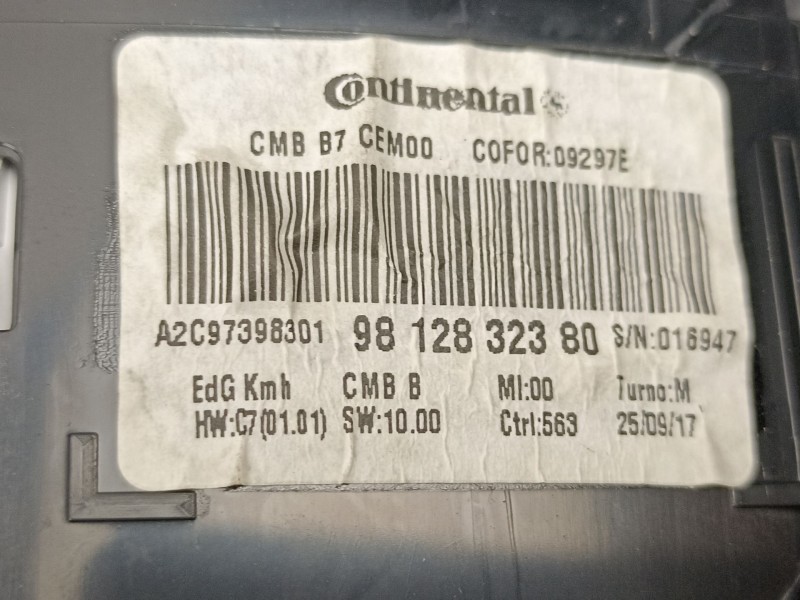 Continental
CMB B7 CEM00 COFOR:09297E
A2C97398301 98 128 323 80 S/N:016947
EdG Kmh CMB B MI:00 Turno:M
HW:C7(01.01) SW:10.00 Ctrl:563 25/09/17